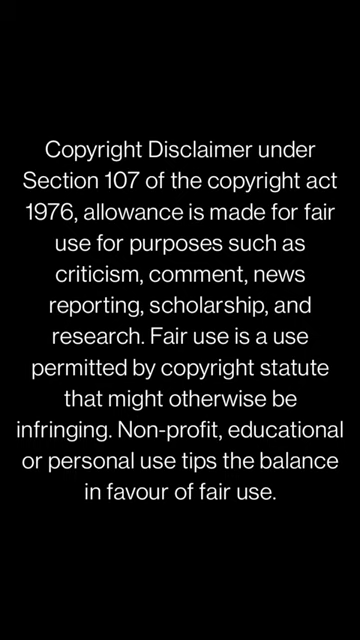 Copyright Disclaimer under
Section 107 of the copyright act
1976, allowance is made for fair
use for purposes such as
criticism, comment, news
reporting, scholarship, and
research. Fair use is a use
permitted by copyright statute
that might otherwise be
infringing. Non-profit, educational
or personal use tips the balance
in favour of fair use.